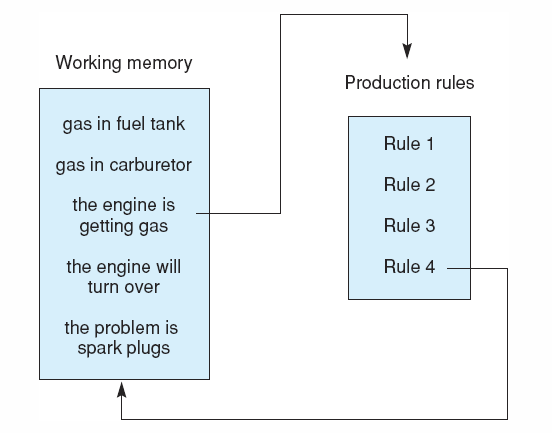 Working memory
gas in fuel tank
gas in carburetor
the engine is
getting gas
the engine will
turn over
the problem is
spark plugs
Production rules
Rule 1
Rule 2
Rule 3
Rule 4